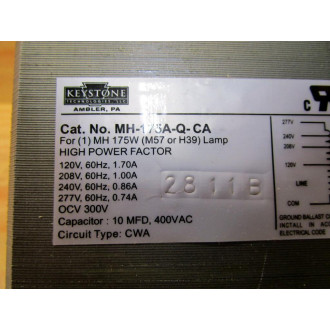 KEYSTONE
TECHNOLOGIES, LLC
AMBLER, PA
Cat. No. MH-175A-Q-CA
For (1) MH 175W (M57 or H39) Lamp
HIGH POWER FACTOR
120V, 60Hz, 1.70A
208V, 60Hz, 1.00A
240V, 60Hz, 0.86A
277V, 60Hz, 0.74A
OCV 300V
Capacitor : 10 MFD, 400VAC
Circuit Type: CWA
2811B
C
277V
240V
208V
120V
LINE
COM
GROUND BALLAST
INSTALL IN ACC
ELECTRICAL CODE